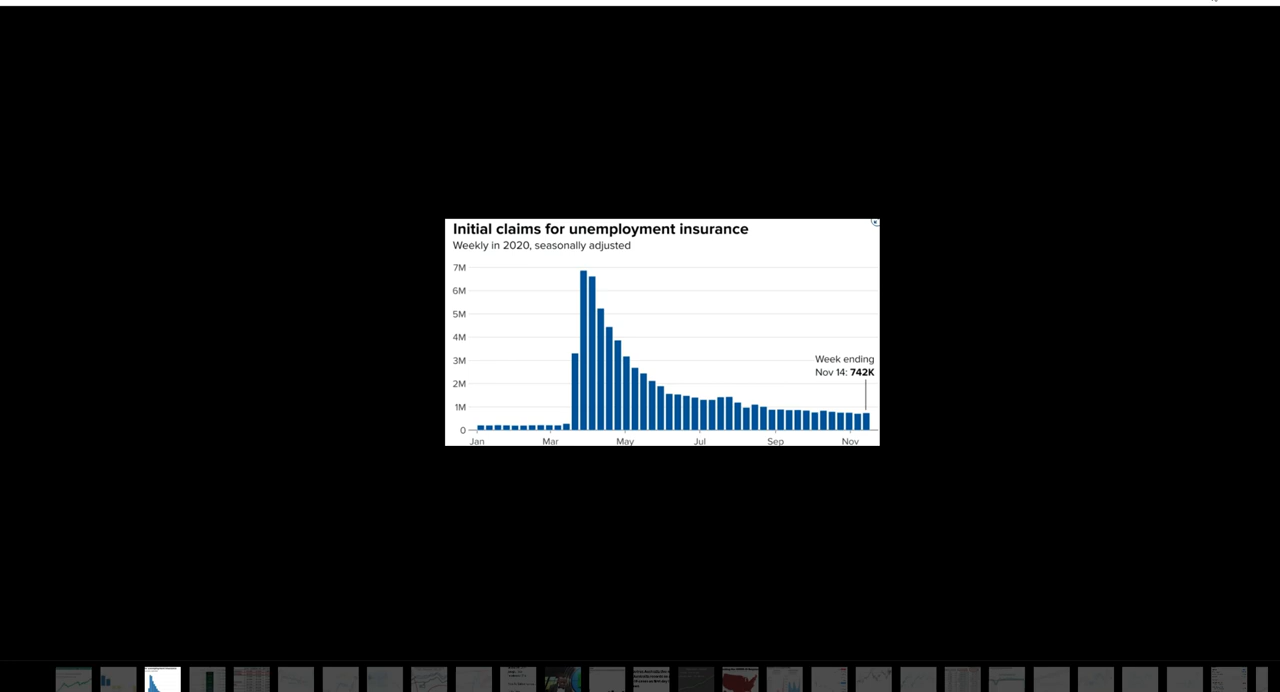 Initial claims for unemployment insurance
Weekly in 2020, seasonally adjusted
7M
6M
5M
4M
3M
2M
1M
0
Week ending
Nov 14: 742K
Jan Mar May Jul Sep Nov